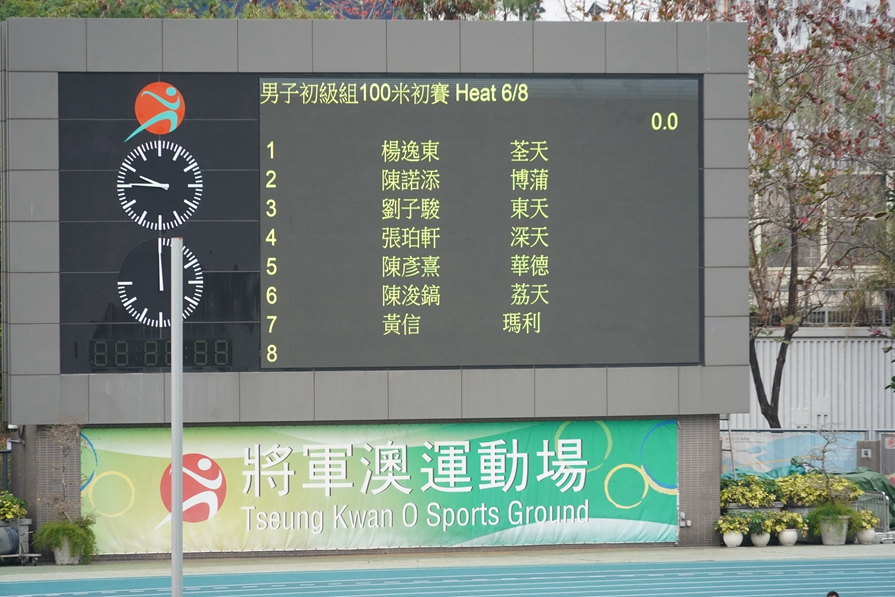 男子初級組100米初賽 Heat 6/8
0.0
1 楊逸東 荃天
2 陳諾添 博蒲
3 劉子駿 東天
4 張珀軒 深天
5 陳彥熹 華德
6 陳浚鎬 荔天
7 黃信 瑪利
8
將軍澳運動場
Tseung Kwan O Sports Ground